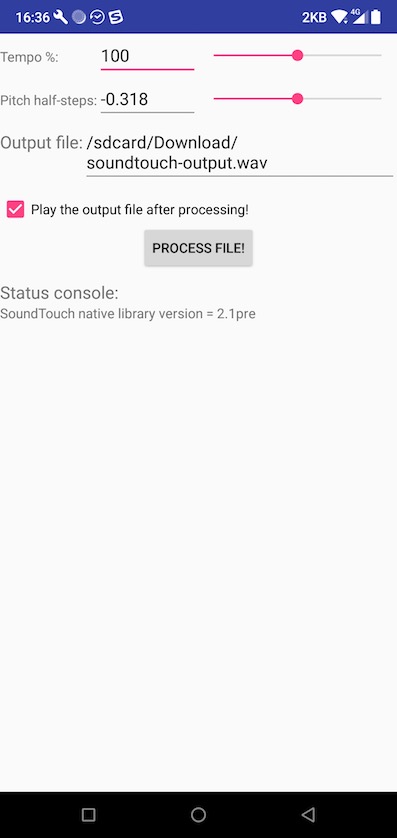 16:36
2KB
4G
Tempo %: 100
Pitch half-steps: -0.318
Output file: /sdcard/Download/
soundtouch-output.wav
Play the output file after processing!
PROCESS FILE!
Status console:
SoundTouch native library version = 2.1pre